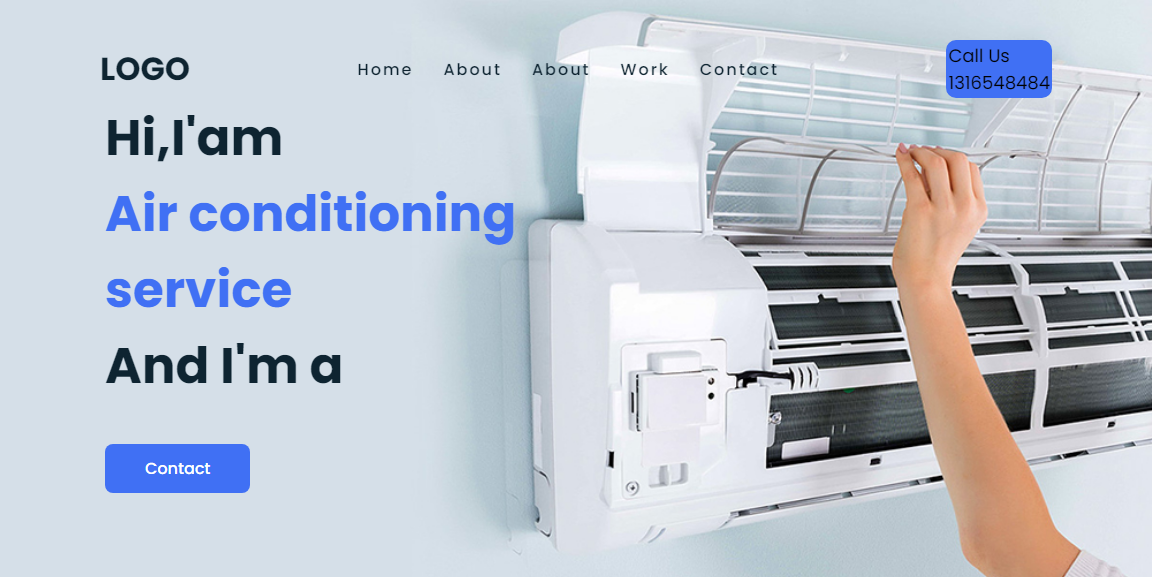 LOGO
Home About About Work Contact
Call Us
1316548484
Hi,I'am
Air conditioning
service
And I'm a
Contact